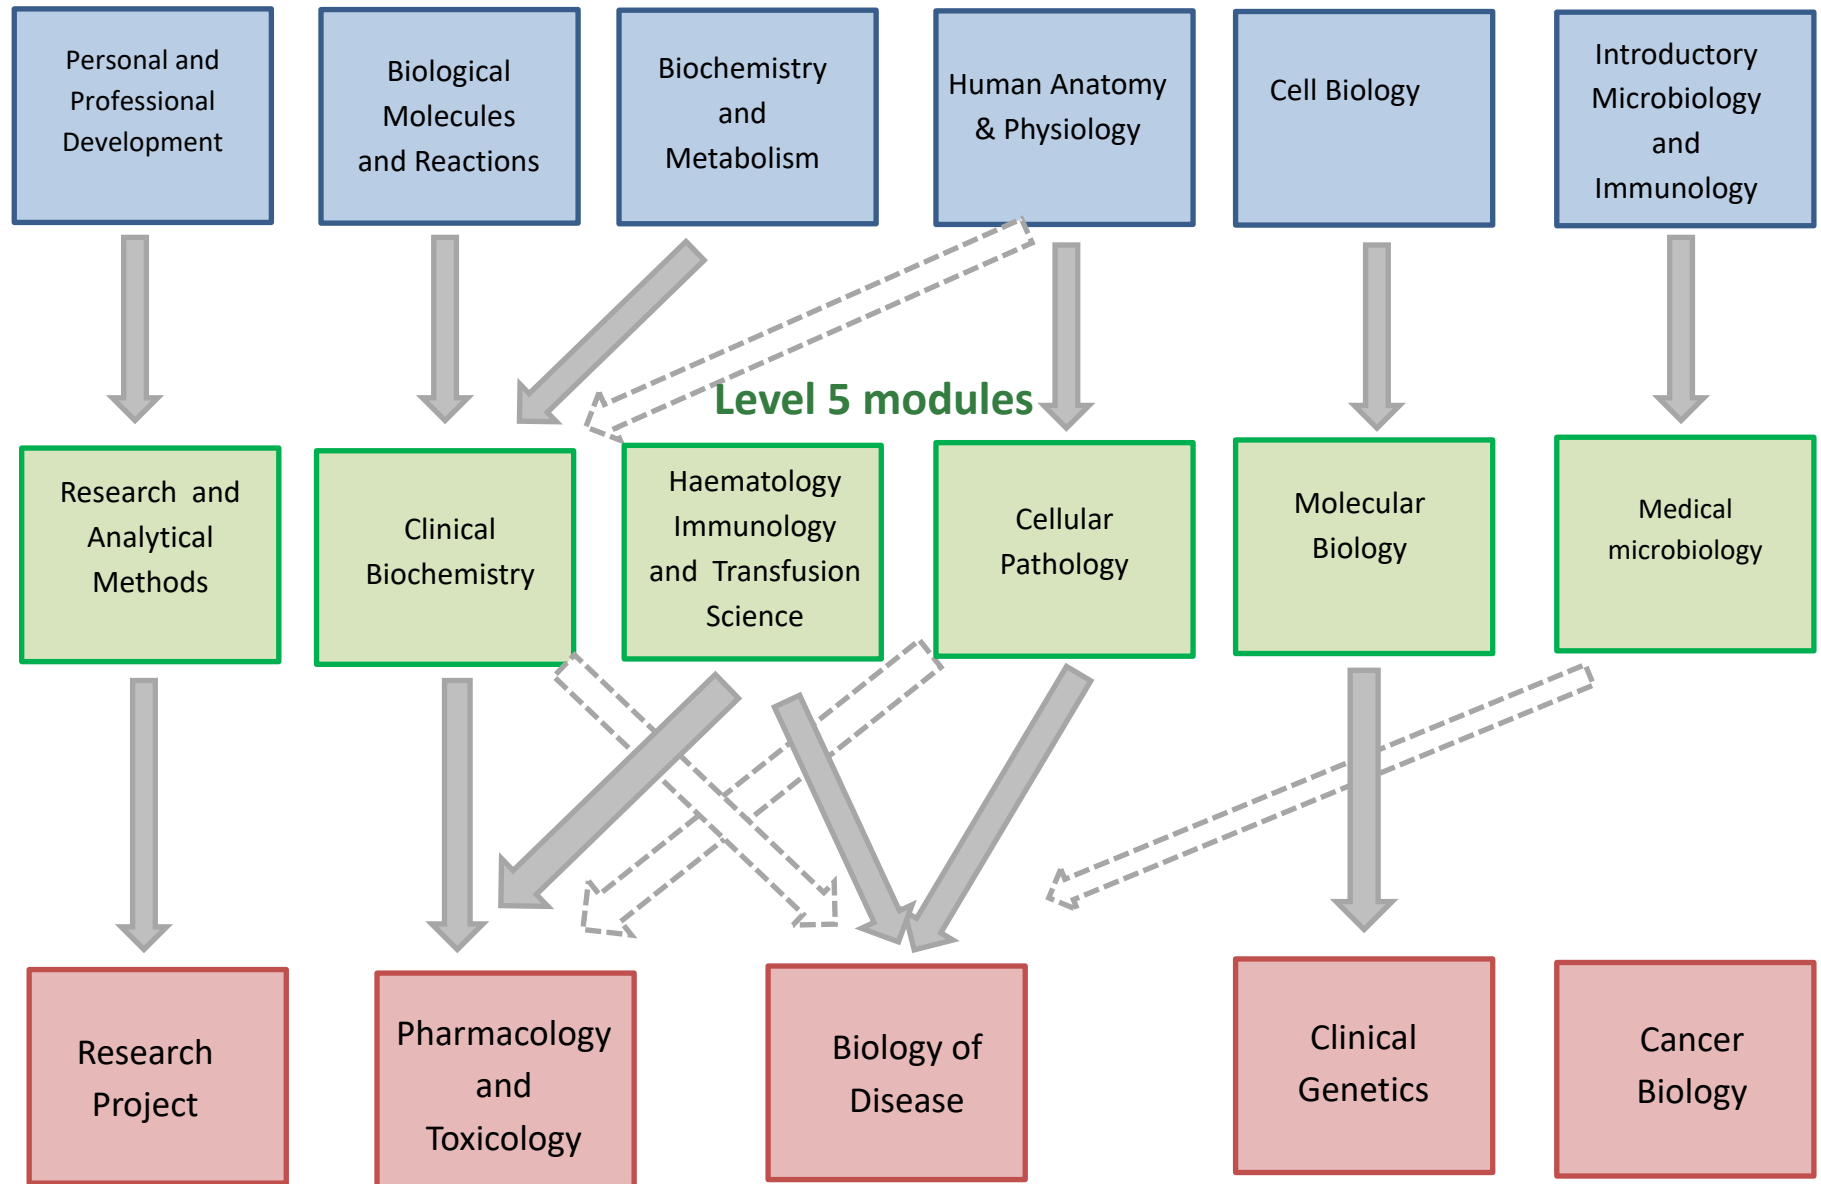 Personal and
Professional
Development
Biological
Molecules
and Reactions
Biochemistry
and
Metabolism
Human Anatomy
& Physiology
Cell Biology
Introductory
Microbiology
and
Immunology
Level 5 modules
Research and
Analytical
Methods
Clinical
Biochemistry
Haematology
Immunology
and Transfusion
Science
Cellular
Pathology
Molecular
Biology
Medical
microbiology
Research
Project
Pharmacology
and
Toxicology
Biology of
Disease
Clinical
Genetics
Cancer
Biology